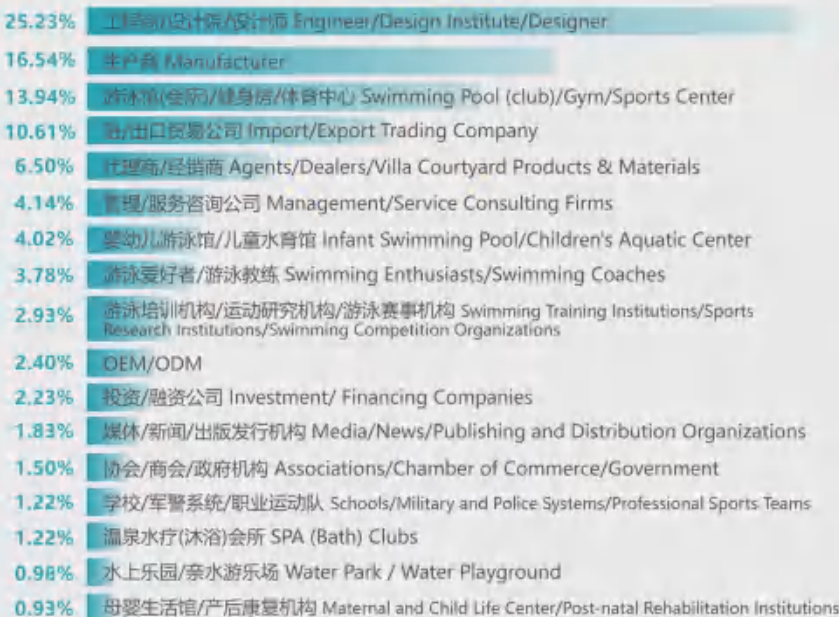 25.23% 工程商/设计院/设计师 Engineer/Design Institute/Designer
16.54% 生产商 Manufacturer
13.94% 游泳馆(会所)/健身房/体育中心 Swimming Pool (club)/Gym/Sports Center
10.61% 进/出口贸易公司 Import/Export Trading Company
6.50% 代理商/经销商 Agents/Dealers/Villa Courtyard Products & Materials
4.14% 管理/服务咨询公司 Management/Service Consulting Firms
4.02% 婴幼儿游泳馆/儿童水育馆 Infant Swimming Pool/Children's Aquatic Center
3.78% 游泳爱好者/游泳教练 Swimming Enthusiasts/Swimming Coaches
2.93% 游泳培训机构/运动研究机构/游泳赛事机构 Swimming Training Institutions/Sports
Research Institutions/Swimming Competition Organizations
2.40% OEM/ODM
2.23% 投资/融资公司 Investment/ Financing Companies
1.83% 媒体/新闻/出版发行机构 Media/News/Publishing and Distribution Organizations
1.50% 协会/商会/政府机构 Associations/Chamber of Commerce/Government
1.22% 学校/军警系统/职业运动队 Schools/Military and Police Systems/Professional Sports Teams
1.22% 温泉水疗(沐浴)会所 SPA (Bath) Clubs
0.98% 水上乐园/亲水游乐场 Water Park / Water Playground
0.93% 母婴生活馆/产后康复机构 Maternal and Child Life Center/Post-natal Rehabilitation Institutions